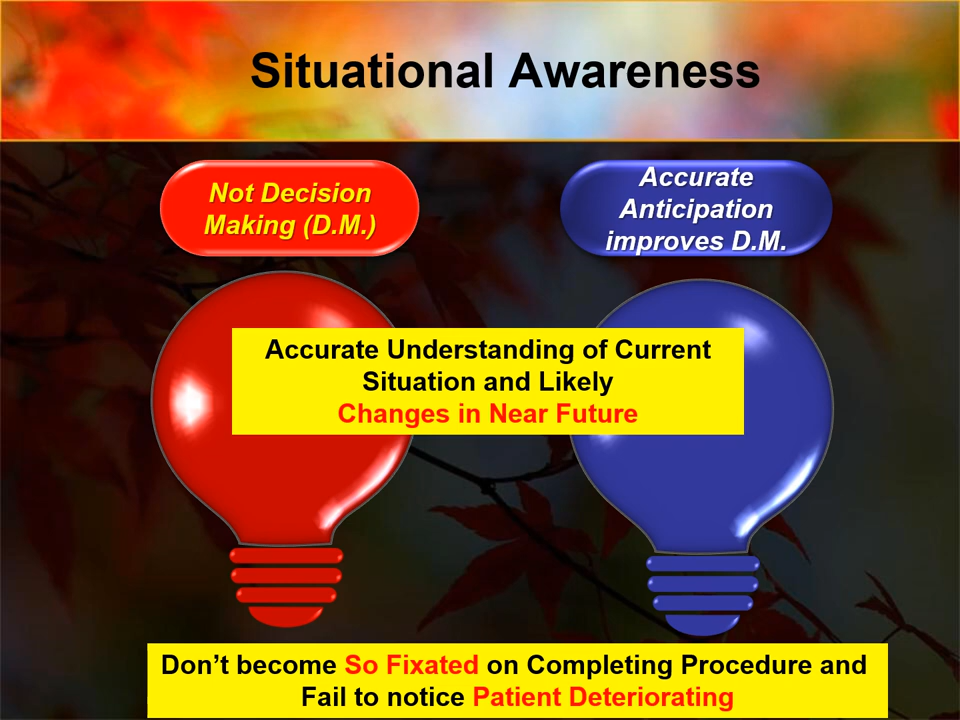 Situational Awareness
Not Decision
Making (D.M.)
Accurate
Anticipation
improves D.M.
Accurate Understanding of Current
Situation and Likely
Changes in Near Future
Don’t become So Fixated on Completing Procedure and
Fail to notice Patient Deteriorating